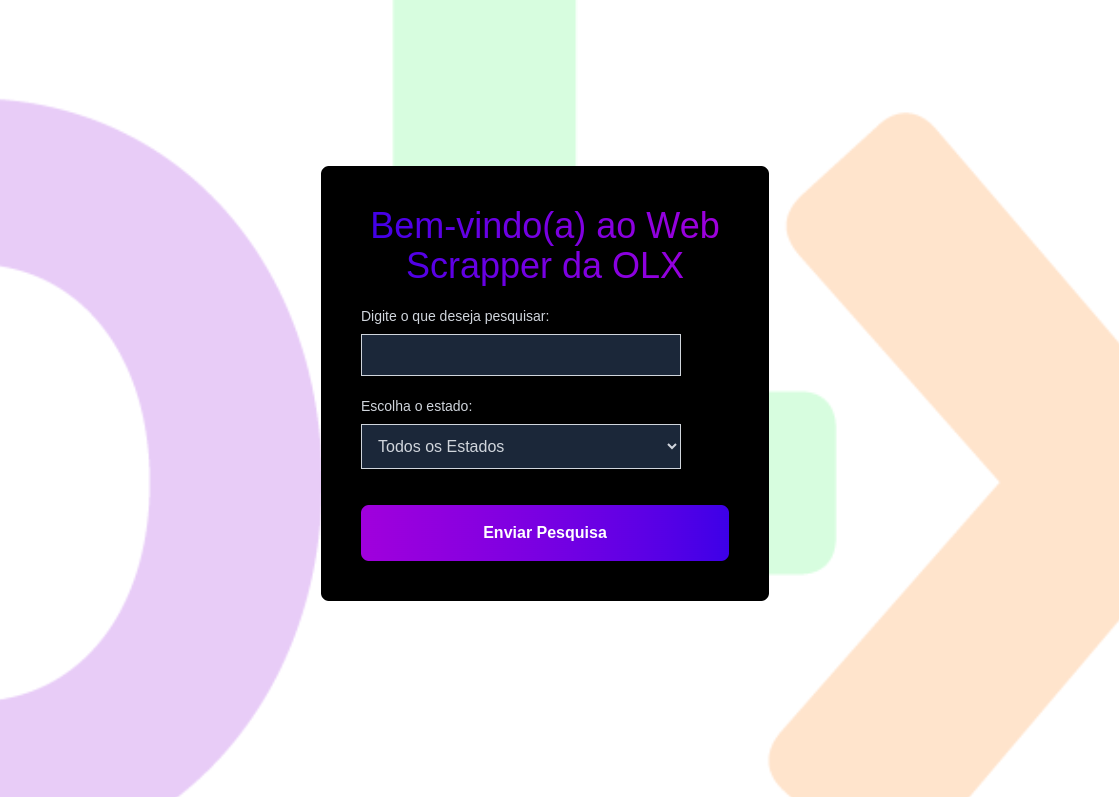 Bem-vindo(a) ao Web
Scrapper da OLX
Digite o que deseja pesquisar:
Escolha o estado:
Todos os Estados
Enviar Pesquisa